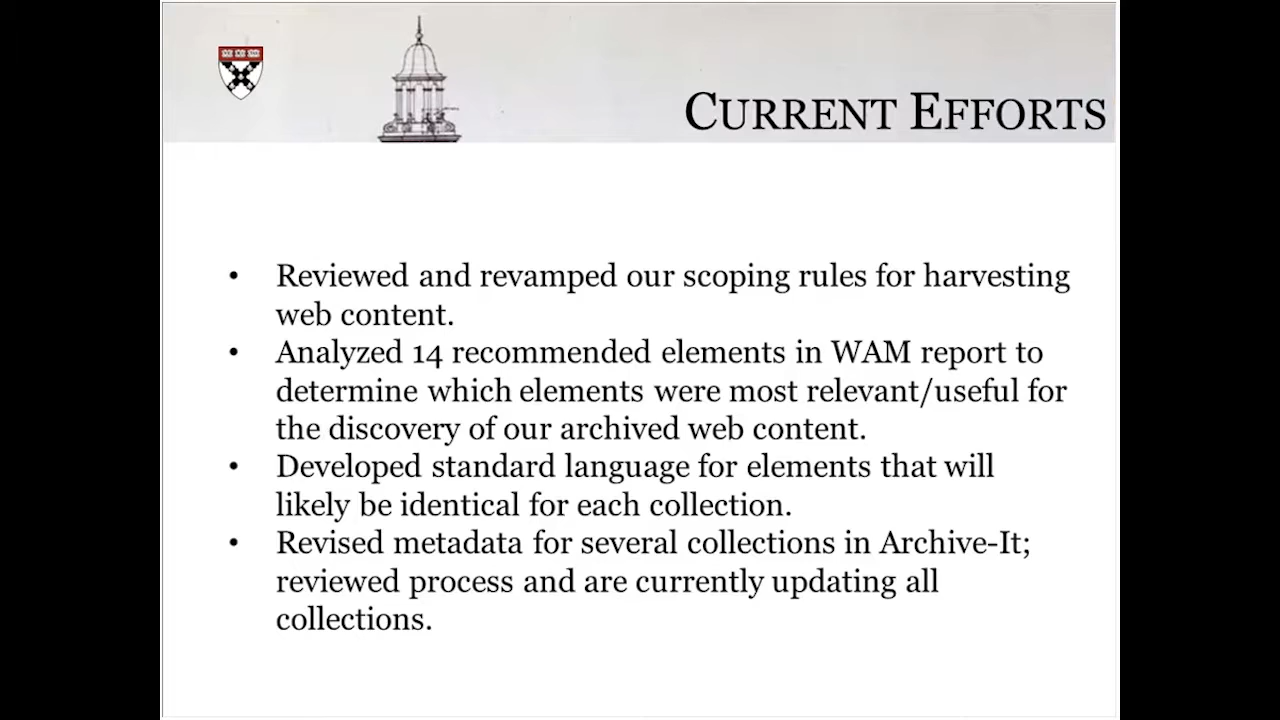 CURRENT EFFORTS
• Reviewed and revamped our scoping rules for harvesting
web content.
• Analyzed 14 recommended elements in WAM report to
determine which elements were most relevant/useful for
the discovery of our archived web content.
• Developed standard language for elements that will
likely be identical for each collection.
• Revised metadata for several collections in Archive-It;
reviewed process and are currently updating all
collections.